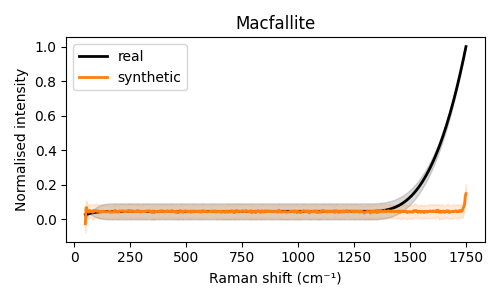 Macfallite
real
synthetic
Normalised intensity
1.0
0.8
0.6
0.4
0.2
0.0
0 250 500 750 1000 1250 1500 1750
Raman shift (cm⁻¹)